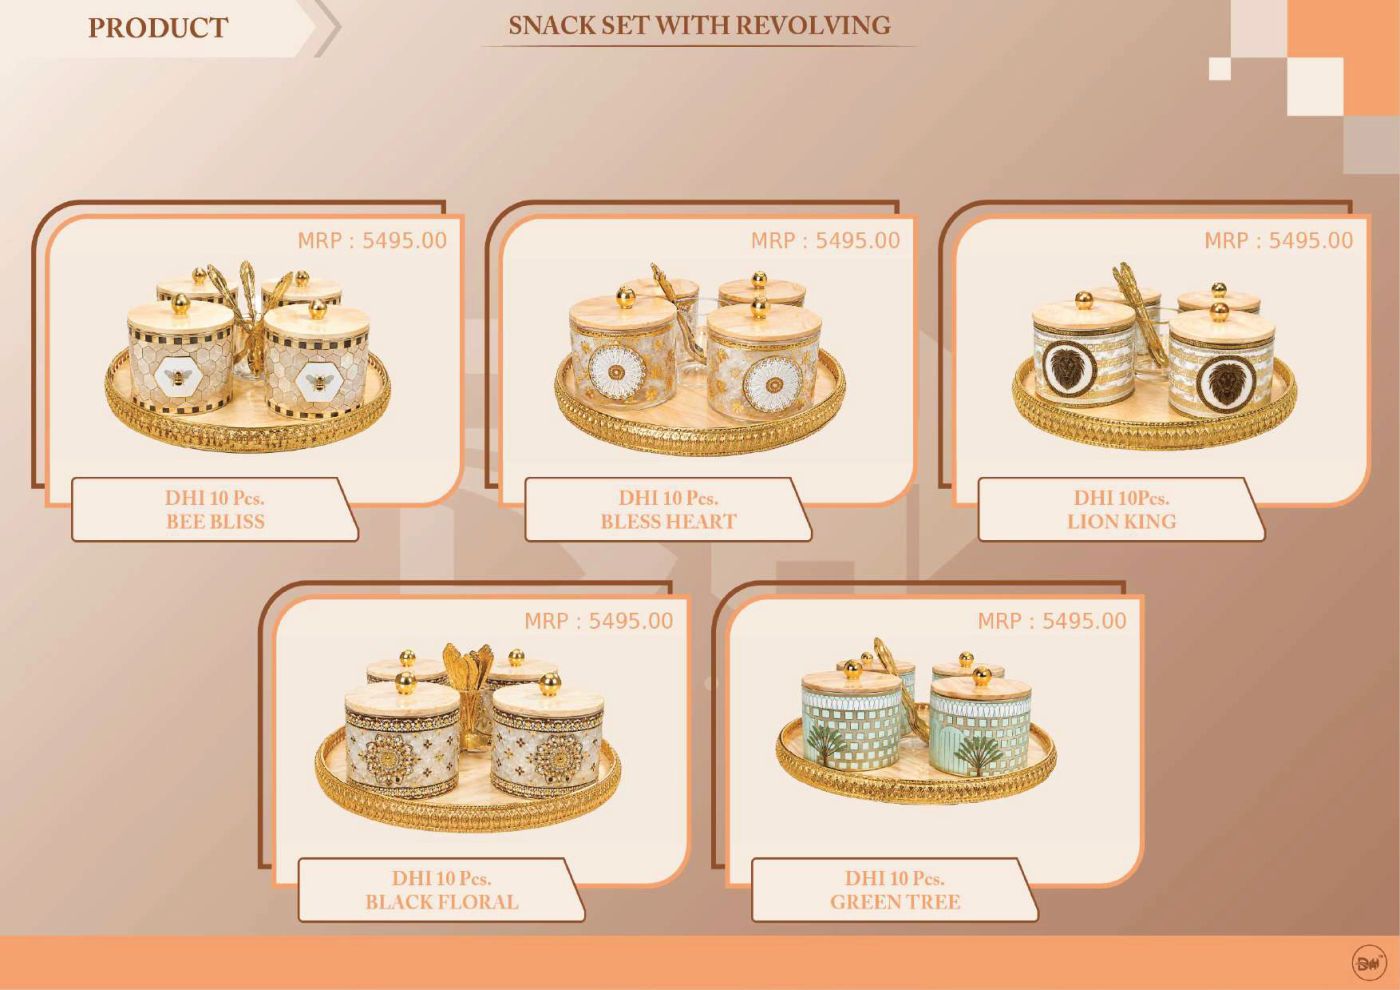 PRODUCT
SNACK SET WITH REVOLVING
MRP : 5495.00
MRP : 5495.00
MRP : 5495.00
DHI 10 Pcs.
BEE BLISS
DHI 10 Pcs.
BLESS HEART
DHI 10Pcs.
LION KING
MRP : 5495.00
MRP : 5495.00
DHI 10 Pcs.
BLACK FLORAL
DHI 10 Pcs.
GREEN TREE